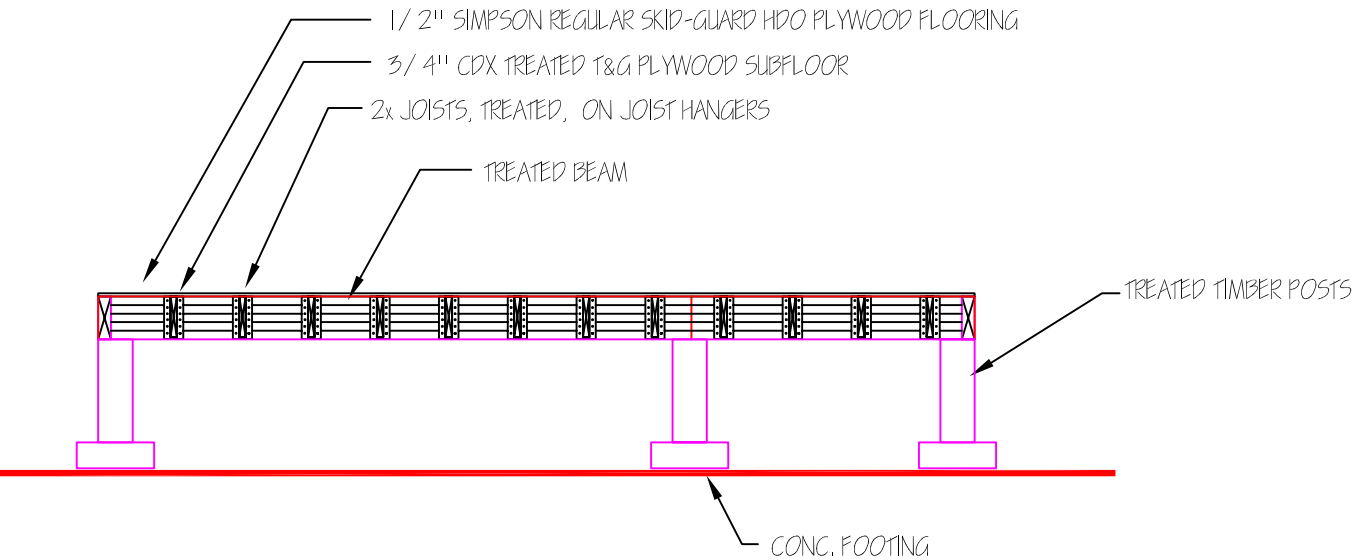 1/2" SIMPSON REGULAR SKID-GUARD HDO PLYWOOD FLOORING
3/4" CDX TREATED T&G PLYWOOD SUBFLOOR
2x JOISTS, TREATED, ON JOIST HANGERS
TREATED BEAM
TREATED TIMBER POSTS
CONC. FOOTING